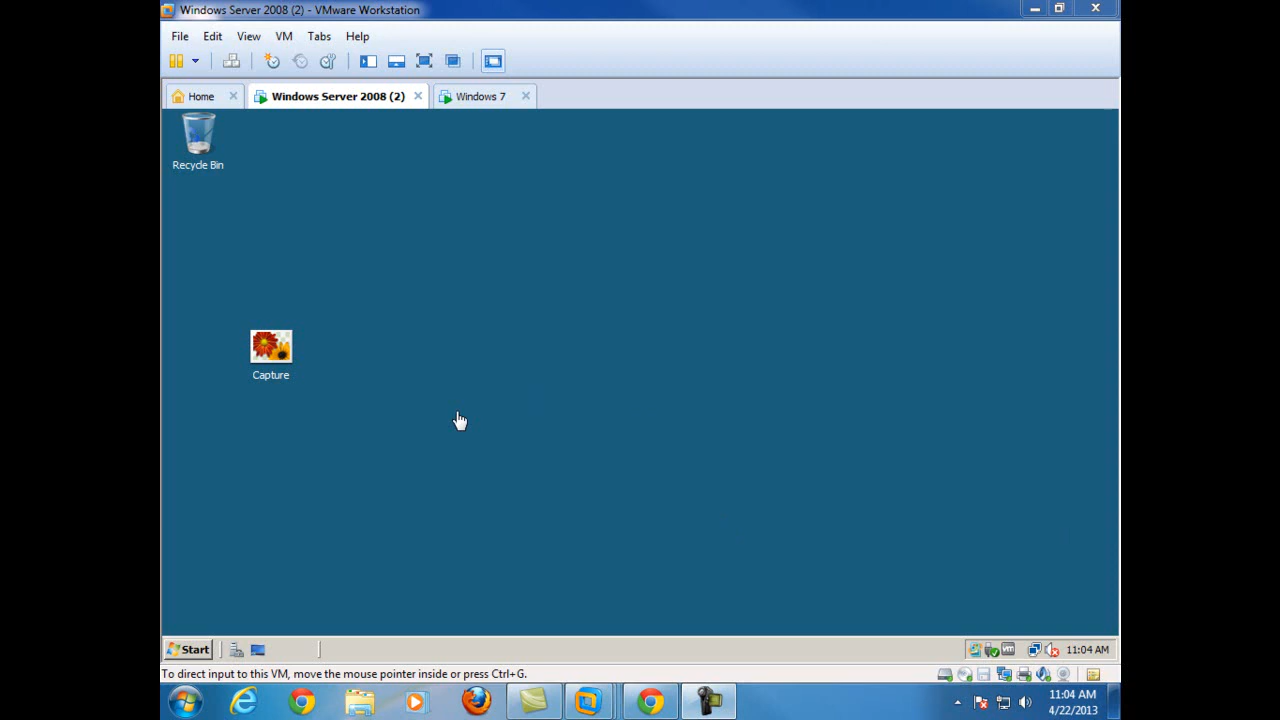 Windows Server 2008 (2) - VMware Workstation
File Edit View VM Tabs Help
Home Windows Server 2008 (2) Windows 7
Recycle Bin
Capture
Start 11:04 AM
To direct input to this VM, move the mouse pointer inside or press Ctrl+G.
11:04 AM
4/22/2013